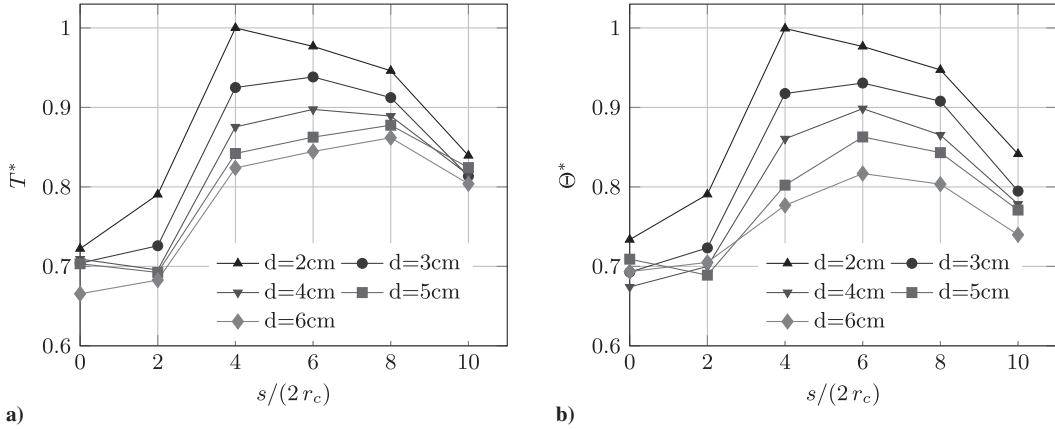 1
0.9
0.8
0.7
0.6
T*
d=2cm d=3cm
d=4cm d=5cm
d=6cm
0 2 4 6 8 10
s/(2 r_c)
a)
1
0.9
0.8
0.7
0.6
Θ*
d=2cm d=3cm
d=4cm d=5cm
d=6cm
0 2 4 6 8 10
s/(2 r_c)
b)